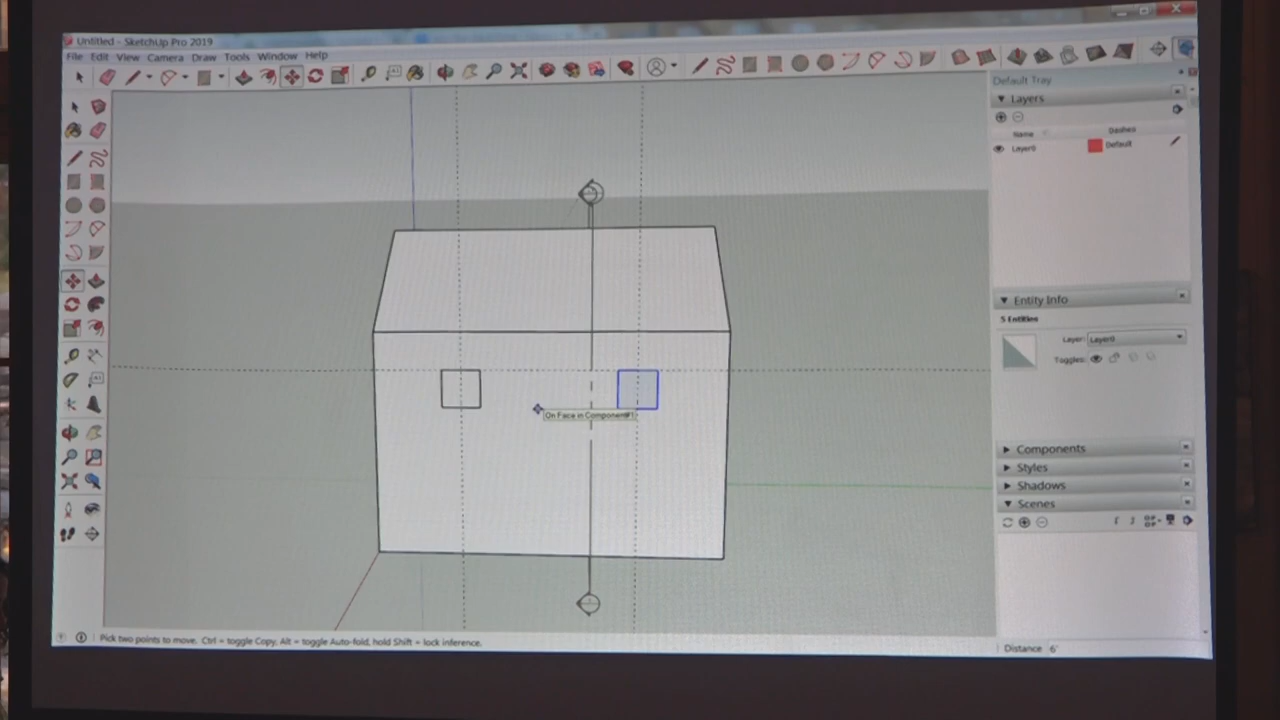 Untitled - SketchUp Pro 2019
File Edit View Camera Draw Tools Window Help
Default Tray
Layers
Name Dashes
Layer0 Default
Entity Info
5 Entities
Layer: Layer0
Toggles:
On Face in Component#1
Components
Styles
Shadows
Scenes
Pick two points to move. Ctrl = toggle Copy, Alt = toggle Auto-fold, hold Shift = lock inference.
Distance 6'